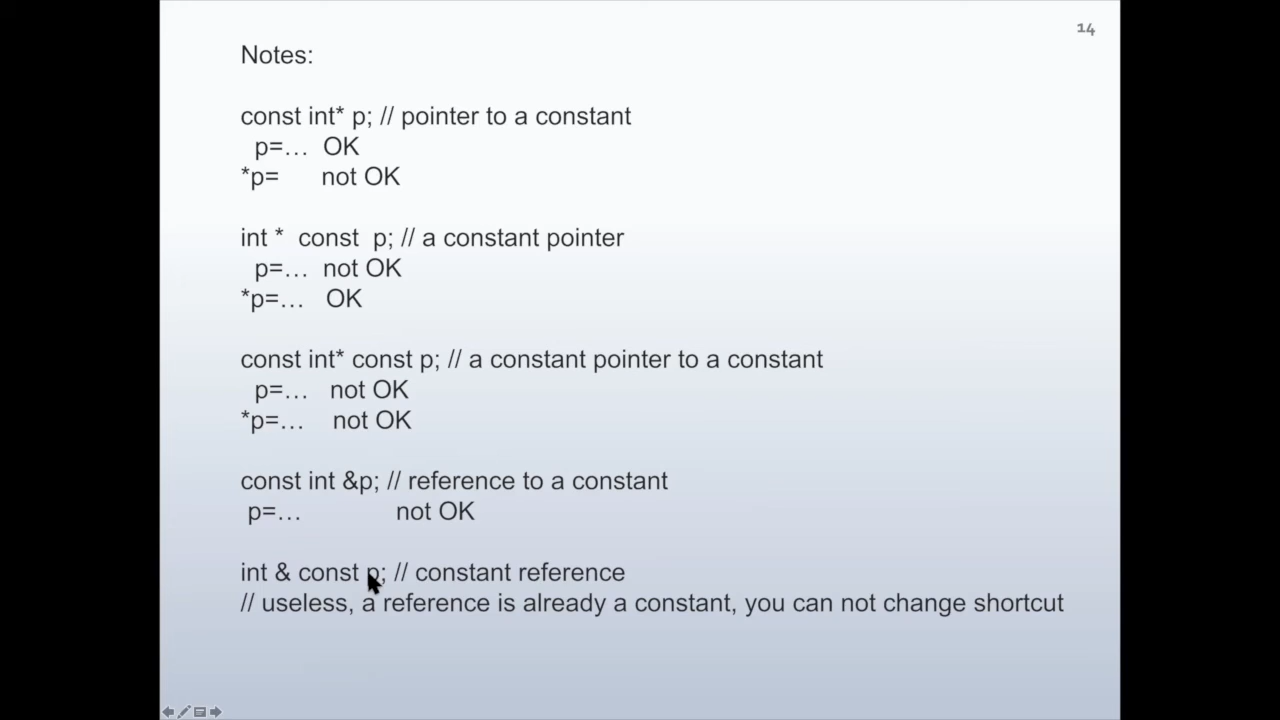 14
Notes:
const int* p; // pointer to a constant
p=… OK
*p= not OK
int * const p; // a constant pointer
p=… not OK
*p=… OK
const int* const p; // a constant pointer to a constant
p=… not OK
*p=… not OK
const int &p; // reference to a constant
p=… not OK
int & const p; // constant reference
// useless, a reference is already a constant, you can not change shortcut